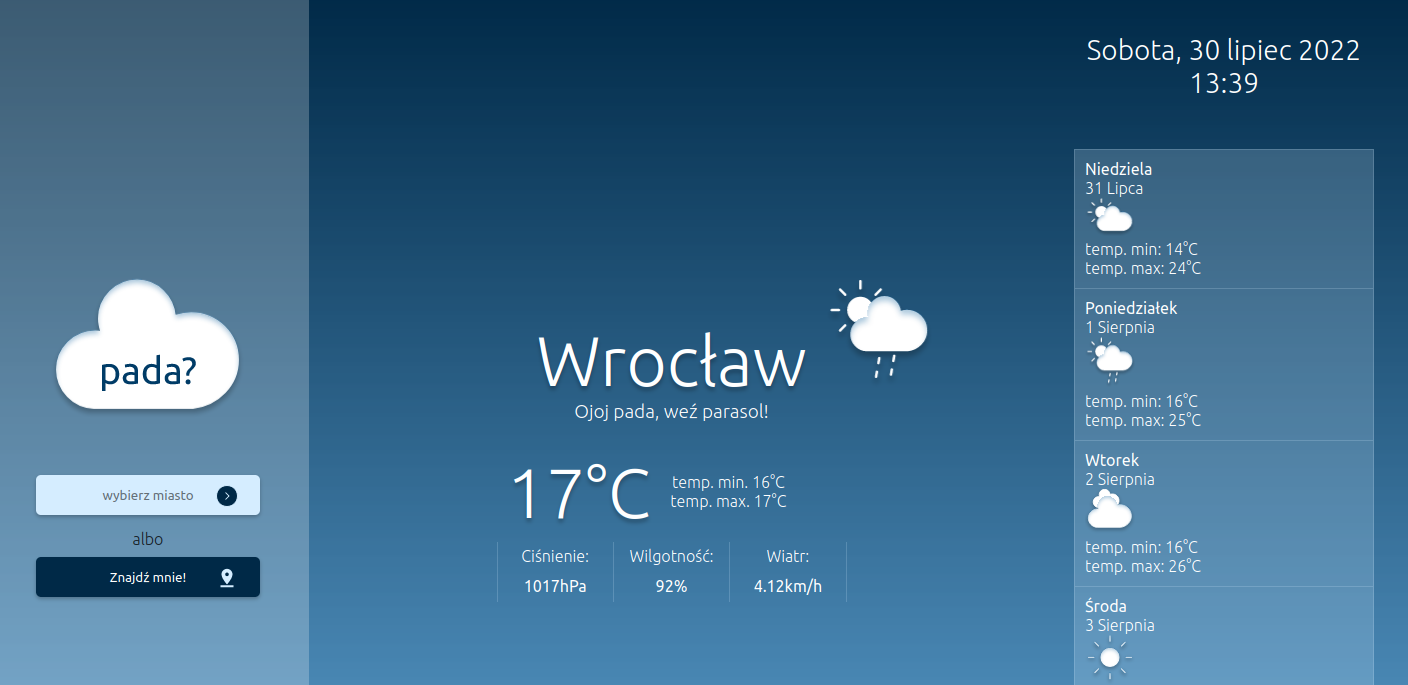 pada?
wybierz miasto
albo
Znajdź mnie!
Wrocław
Ojoj pada, weź parasol!
17°C
temp. min. 16°C
temp. max. 17°C
Ciśnienie:
1017hPa
Wilgotność:
92%
Wiatr:
4.12km/h
Sobota, 30 lipiec 2022
13:39
Niedziela
31 Lipca
temp. min: 14°C
temp. max: 24°C
Poniedziałek
1 Sierpnia
temp. min: 16°C
temp. max: 25°C
Wtorek
2 Sierpnia
temp. min: 16°C
temp. max: 26°C
Środa
3 Sierpnia